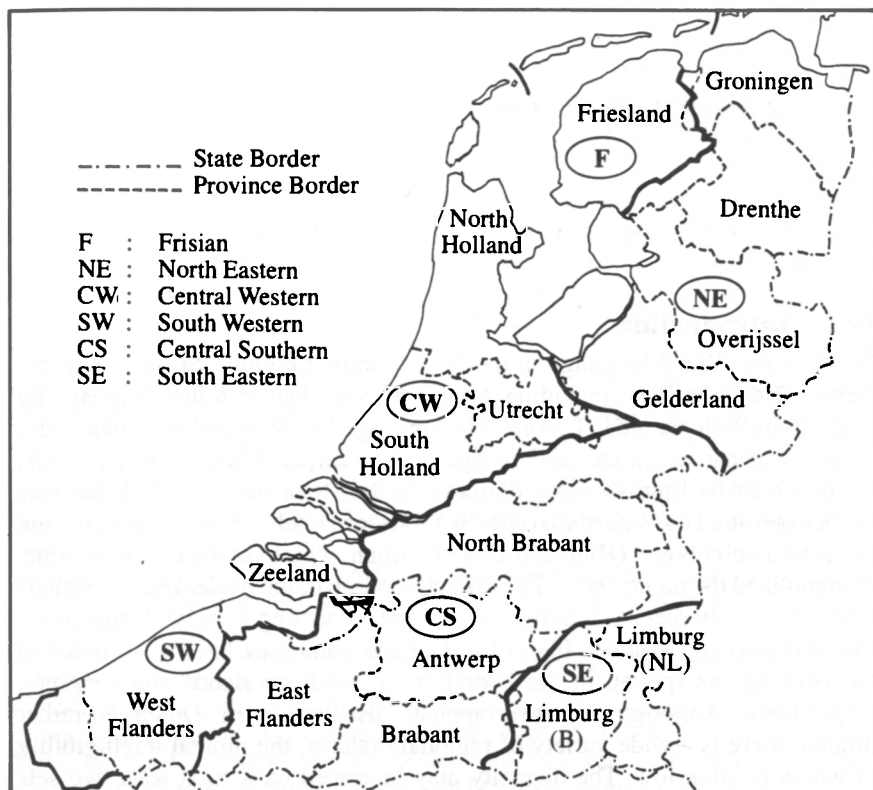 Groningen
Friesland
F
State Border
Province Border
Drenthe
North
Holland
F : Frisian
NE : North Eastern
CW : Central Western
SW : South Western
CS : Central Southern
SE : South Eastern
NE
Overijssel
CW
Utrecht
Gelderland
South
Holland
North Brabant
Zeeland
CS
SW
Antwerp
Limburg
(NL)
SE
West
Flanders
East
Flanders
Brabant
Limburg
(B)